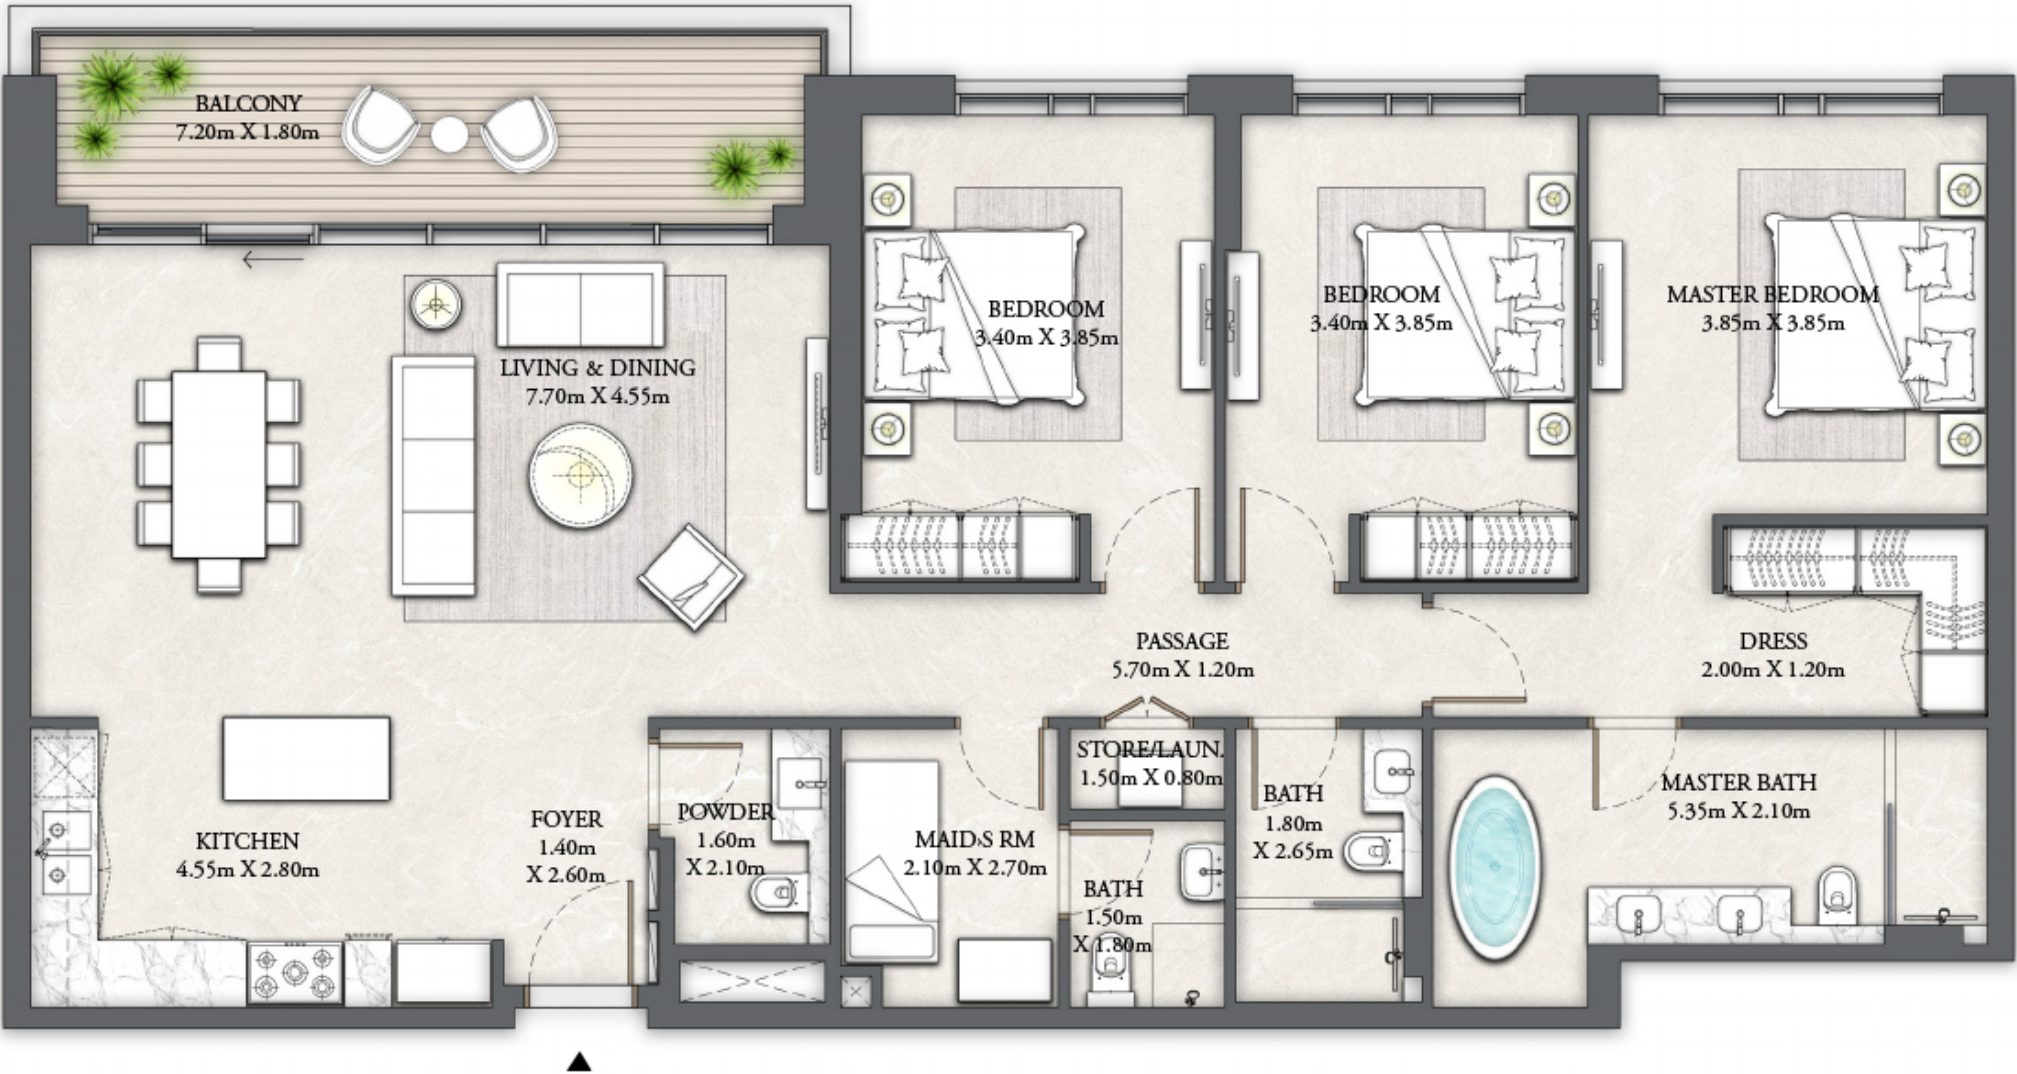 BALCONY
7.20m X 1.80m
BEDROOM
3.40m X 3.85m
BEDROOM
3.40m X 3.85m
MASTER BEDROOM
3.85m X 3.85m
LIVING & DINING
7.70m X 4.55m
PASSAGE
5.70m X 1.20m
DRESS
2.00m X 1.20m
KITCHEN
4.55m X 2.80m
FOYER
1.40m
X 2.60m
POWDER
1.60m
X 2.10m
MAID›S RM
2.10m X 2.70m
STORE/LAUN.
1.50m X 0.80m
BATH
1.50m
X 1.80m
BATH
1.80m
X 2.65m
MASTER BATH
5.35m X 2.10m